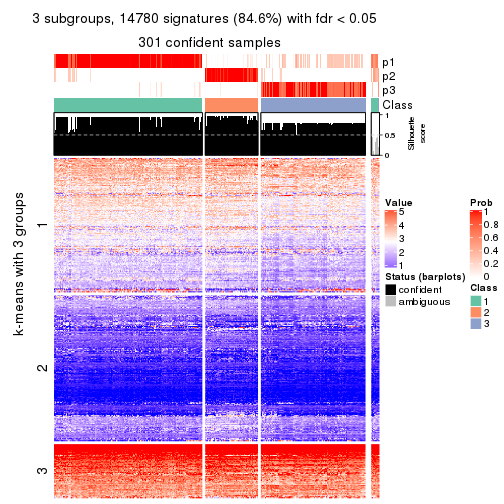 3 subgroups, 14780 signatures (84.6%) with fdr < 0.05
301 confident samples
p1
p2
p3
Class
1
0.5
0
Silhouette
score
k-means with 3 groups
1
2
3
Value
5
4
3
2
1
Status (barplots)
confident
ambiguous
Prob
1
0.8
0.6
0.4
0.2
0
Class
1
2
3